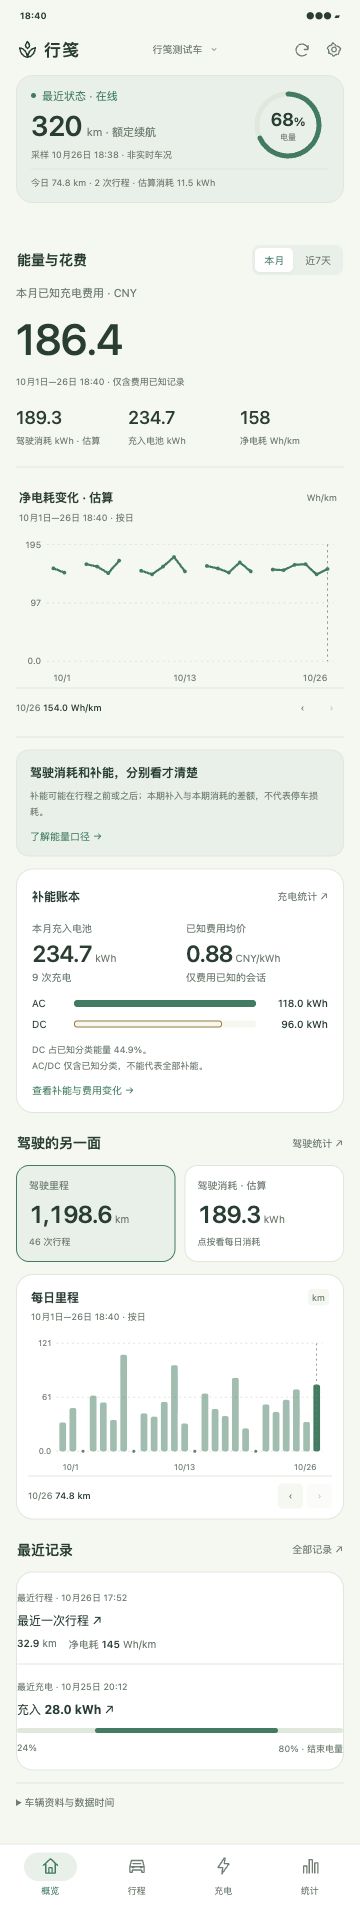 18:40
行笺
行笺测试车
最近状态 · 在线
320 km · 额定续航
68%
电量
采样 10月26日 18:38 · 非实时车况
今日 74.8 km · 2 次行程 · 估算消耗 11.5 kWh
能量与花费
本月 近7天
本月已知充电费用 · CNY
186.4
10月1日—26日 18:40 · 仅含费用已知记录
189.3 234.7 158
驾驶消耗 kWh · 估算 充入电池 kWh 净电耗 Wh/km
净电耗变化 · 估算 Wh/km
10月1日—26日 18:40 · 按日
195
97
0.0
10/1 10/13 10/26
10/26 154.0 Wh/km ‹ ›
驾驶消耗和补能，分别看才清楚
补能可能在行程之前或之后；本期补入与本期消耗的差额，不代表停车损
耗。
了解能量口径 →
补能账本 充电统计 ↗
本月充入电池 已知费用均价
234.7 kWh 0.88 CNY/kWh
9 次充电 仅费用已知的会话
AC 118.0 kWh
DC 96.0 kWh
DC 占已知分类能量 44.9%。
AC/DC 仅含已知分类，不能代表全部补能。
查看补能与费用变化 →
驾驶的另一面 驾驶统计 ↗
驾驶里程 驾驶消耗 · 估算
1,198.6 km 189.3 kWh
46 次行程 点按看每日消耗
每日里程 km
10月1日—26日 18:40 · 按日
121
61
0.0
10/1 10/13 10/26
10/26 74.8 km ‹ ›
最近记录 全部记录 ↗
最近行程 · 10月26日 17:52
最近一次行程 ↗
32.9 km 净电耗 145 Wh/km
最近充电 · 10月25日 20:12
充入 28.0 kWh ↗
24% 80% · 结束电量
▶ 车辆资料与数据时间
概览 行程 充电 统计